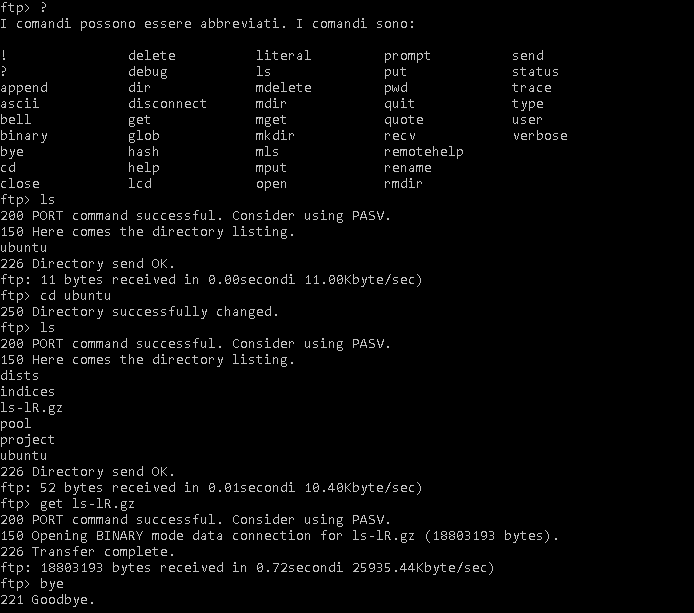 ftp> ?
I comandi possono essere abbreviati. I comandi sono:
! delete literal prompt send
? debug ls put status
append dir mdelete pwd trace
ascii disconnect mdir quit type
bell get mget quote user
binary glob mkdir recv verbose
bye hash mls remotehelp
cd help mput rename
close lcd open rmdir
ftp> ls
200 PORT command successful. Consider using PASV.
150 Here comes the directory listing.
ubuntu
226 Directory send OK.
ftp: 11 bytes received in 0.00secondi 11.00Kbyte/sec)
ftp> cd ubuntu
250 Directory successfully changed.
ftp> ls
200 PORT command successful. Consider using PASV.
150 Here comes the directory listing.
dists
indices
ls-lR.gz
pool
project
ubuntu
226 Directory send OK.
ftp: 52 bytes received in 0.01secondi 10.40Kbyte/sec)
ftp> get ls-lR.gz
200 PORT command successful. Consider using PASV.
150 Opening BINARY mode data connection for ls-lR.gz (18803193 bytes).
226 Transfer complete.
ftp: 18803193 bytes received in 0.72secondi 25935.44Kbyte/sec)
ftp> bye
221 Goodbye.